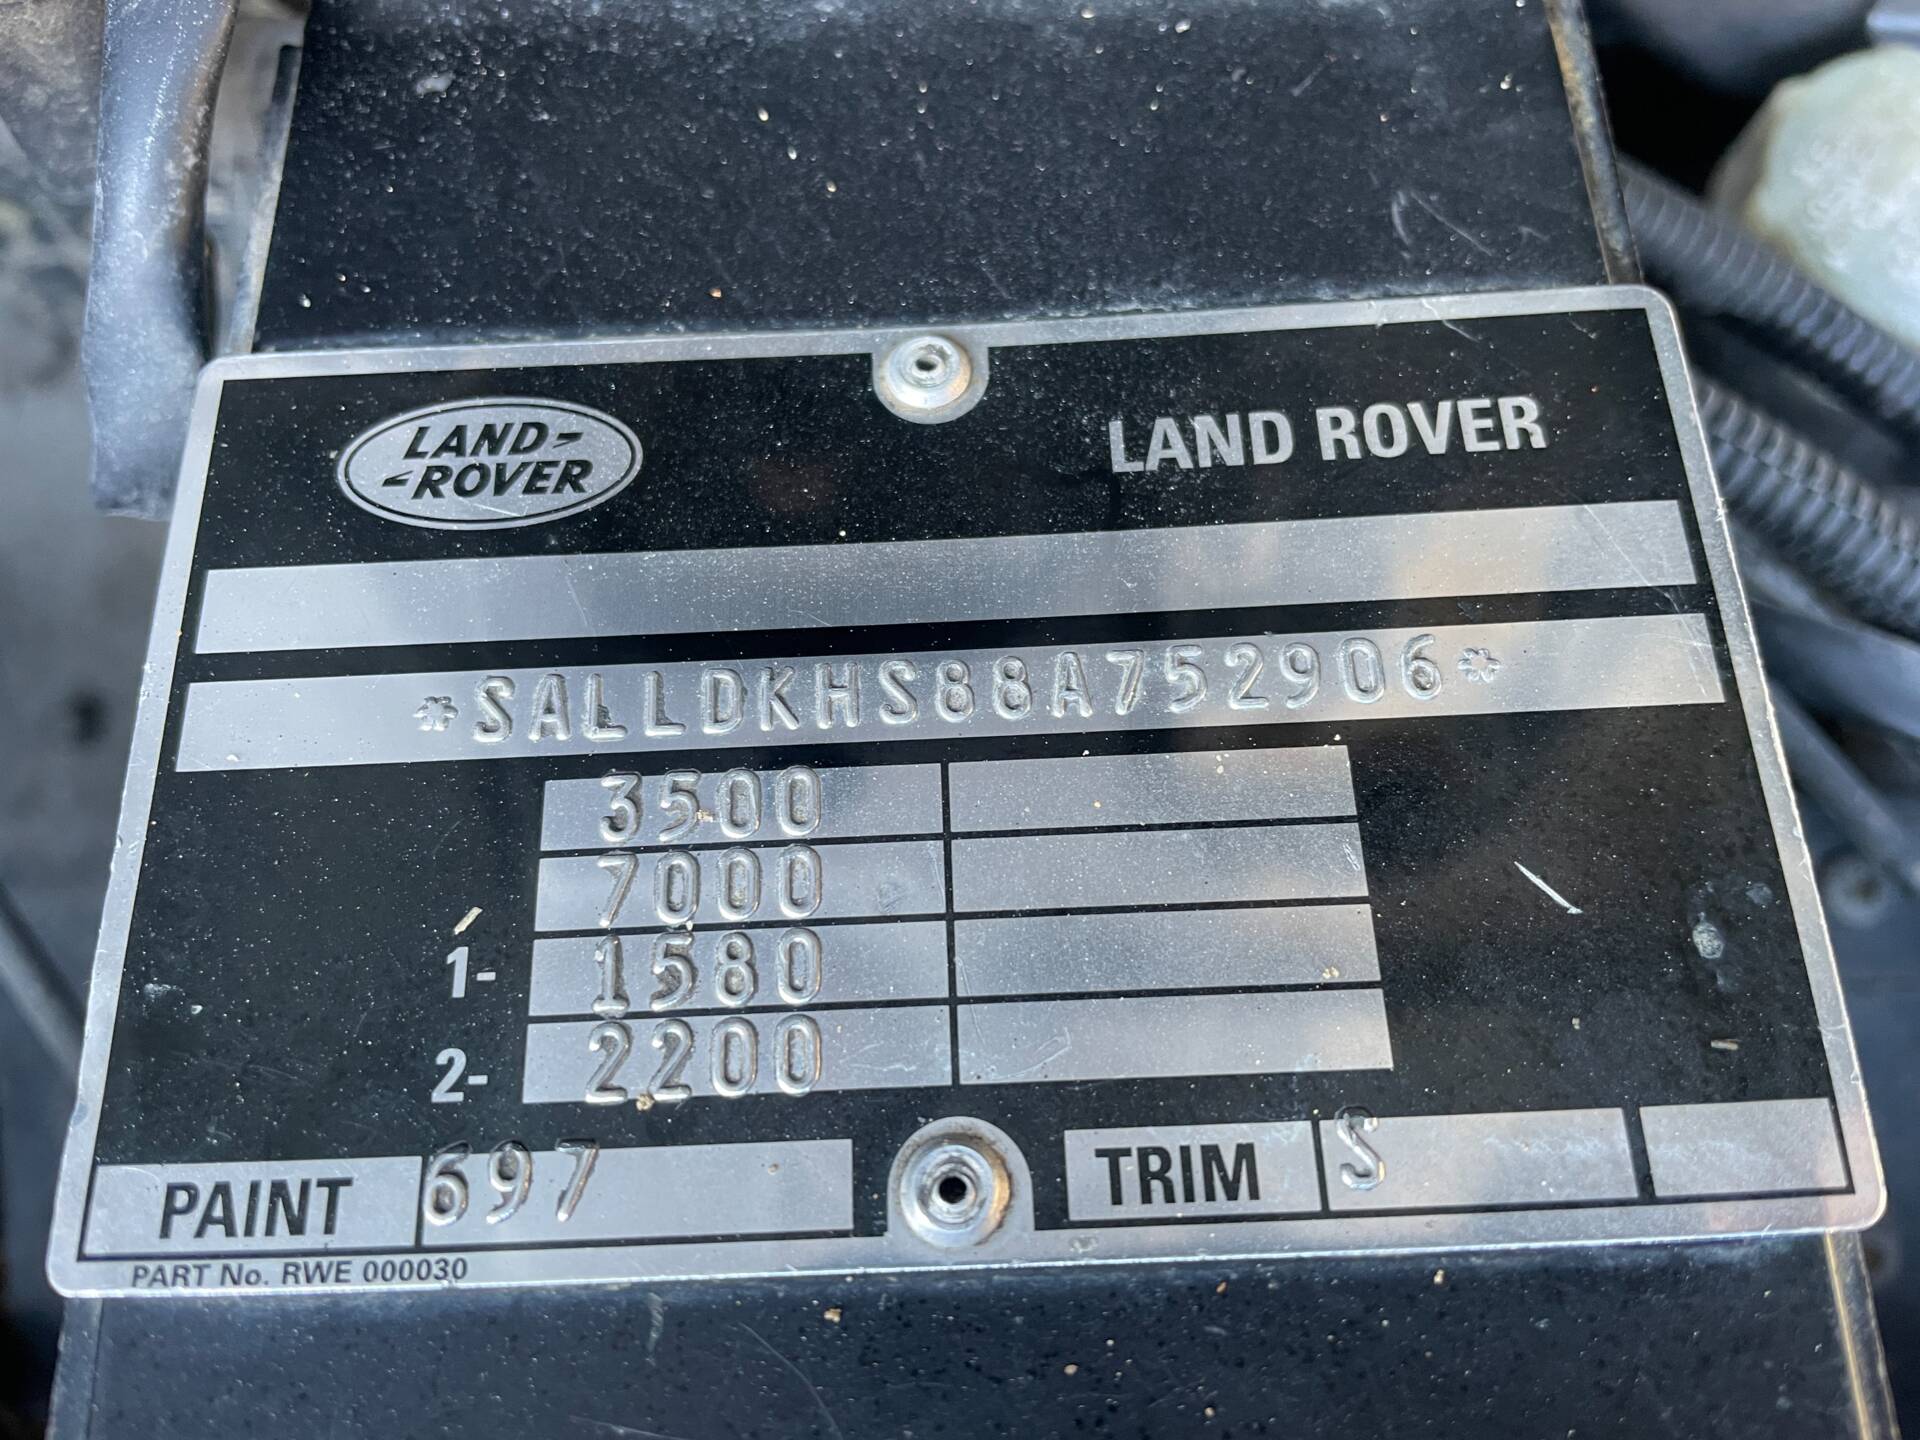 LAND-
-ROVER
LAND ROVER
*SALLDKHS88A752906*
3500
7000
1- 1580
2- 2200
PAINT 697
TRIM S
PART No. RWE 000030